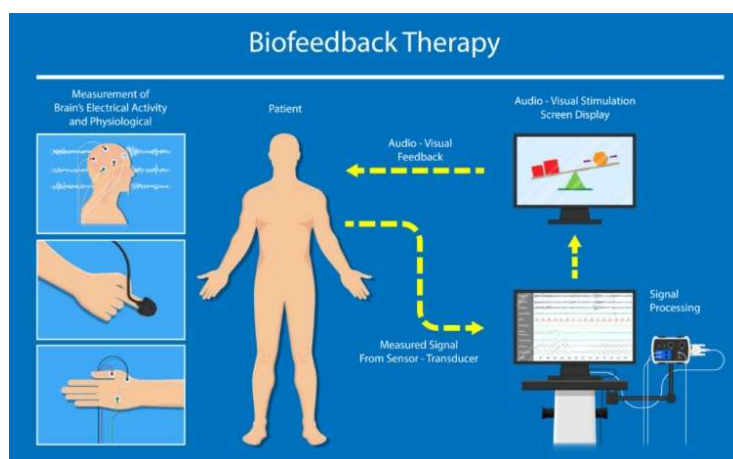 Biofeedback Therapy
Measurement of
Brain's Electrical Activity
and Physiological
Patient
Audio - Visual Stimulation
Screen Display
Audio - Visual
Feedback
Signal
Processing
Measured Signal
From Sensor - Transducer